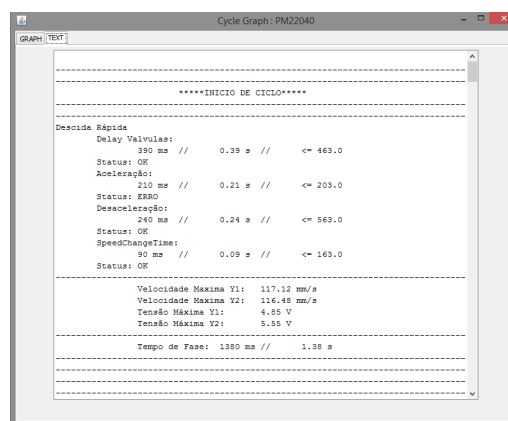 Cycle Graph : PM22040
GRAPH TEXT
*****INICIO DE CICLO*****
Descida Rápida
Delay Valvulas:
390 ms // 0.39 s // <= 463.0
Status: OK
Aceleração:
210 ms // 0.21 s // <= 203.0
Status: ERRO
Desaceleração:
240 ms // 0.24 s // <= 563.0
Status: OK
SpeedChangeTime:
90 ms // 0.09 s // <= 163.0
Status: OK
Velocidade Maxima Y1: 117.12 mm/s
Velocidade Maxima Y2: 116.48 mm/s
Tensão Máxima Y1: 4.85 V
Tensão Máxima Y2: 5.55 V
Tempo de Fase: 1380 ms // 1.38 s